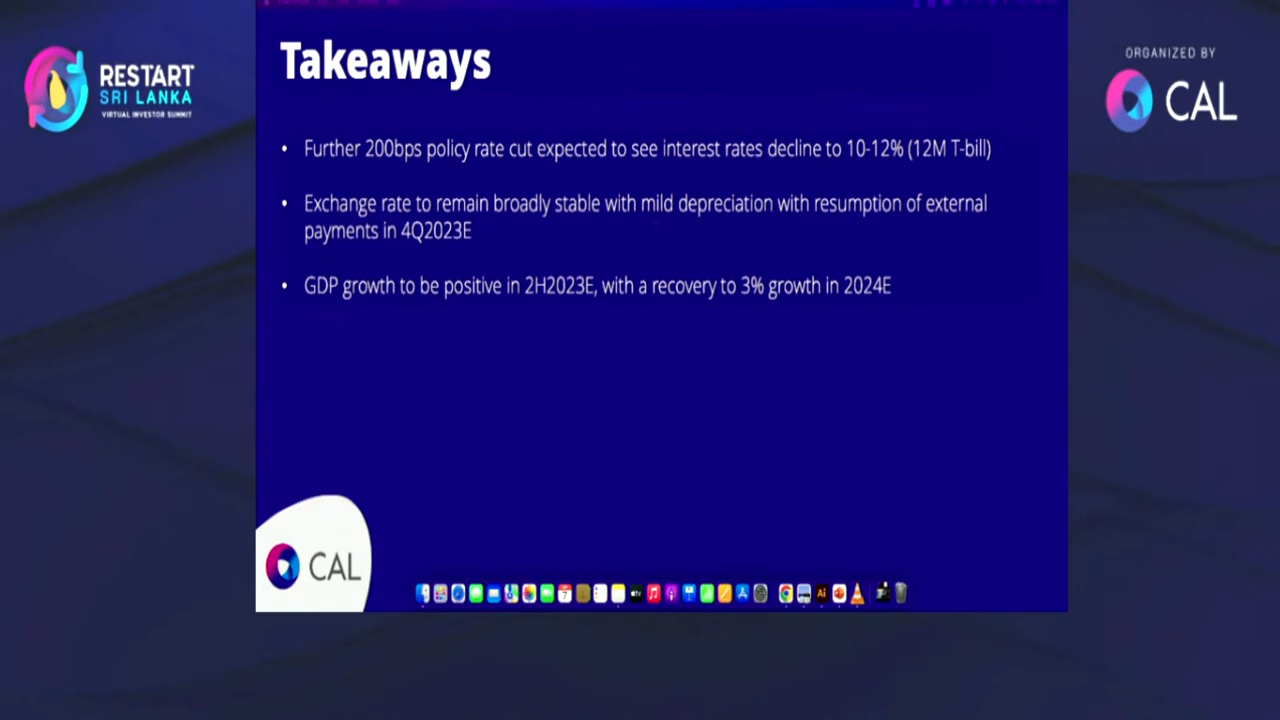 RESTART
SRI LANKA
VIRTUAL INVESTOR SUMMIT
ORGANIZED BY
CAL
Takeaways
• Further 200bps policy rate cut expected to see interest rates decline to 10-12% (12M T-bill)
• Exchange rate to remain broadly stable with mild depreciation with resumption of external
payments in 4Q2023E
• GDP growth to be positive in 2H2023E, with a recovery to 3% growth in 2024E
CAL
7
tv
Ai